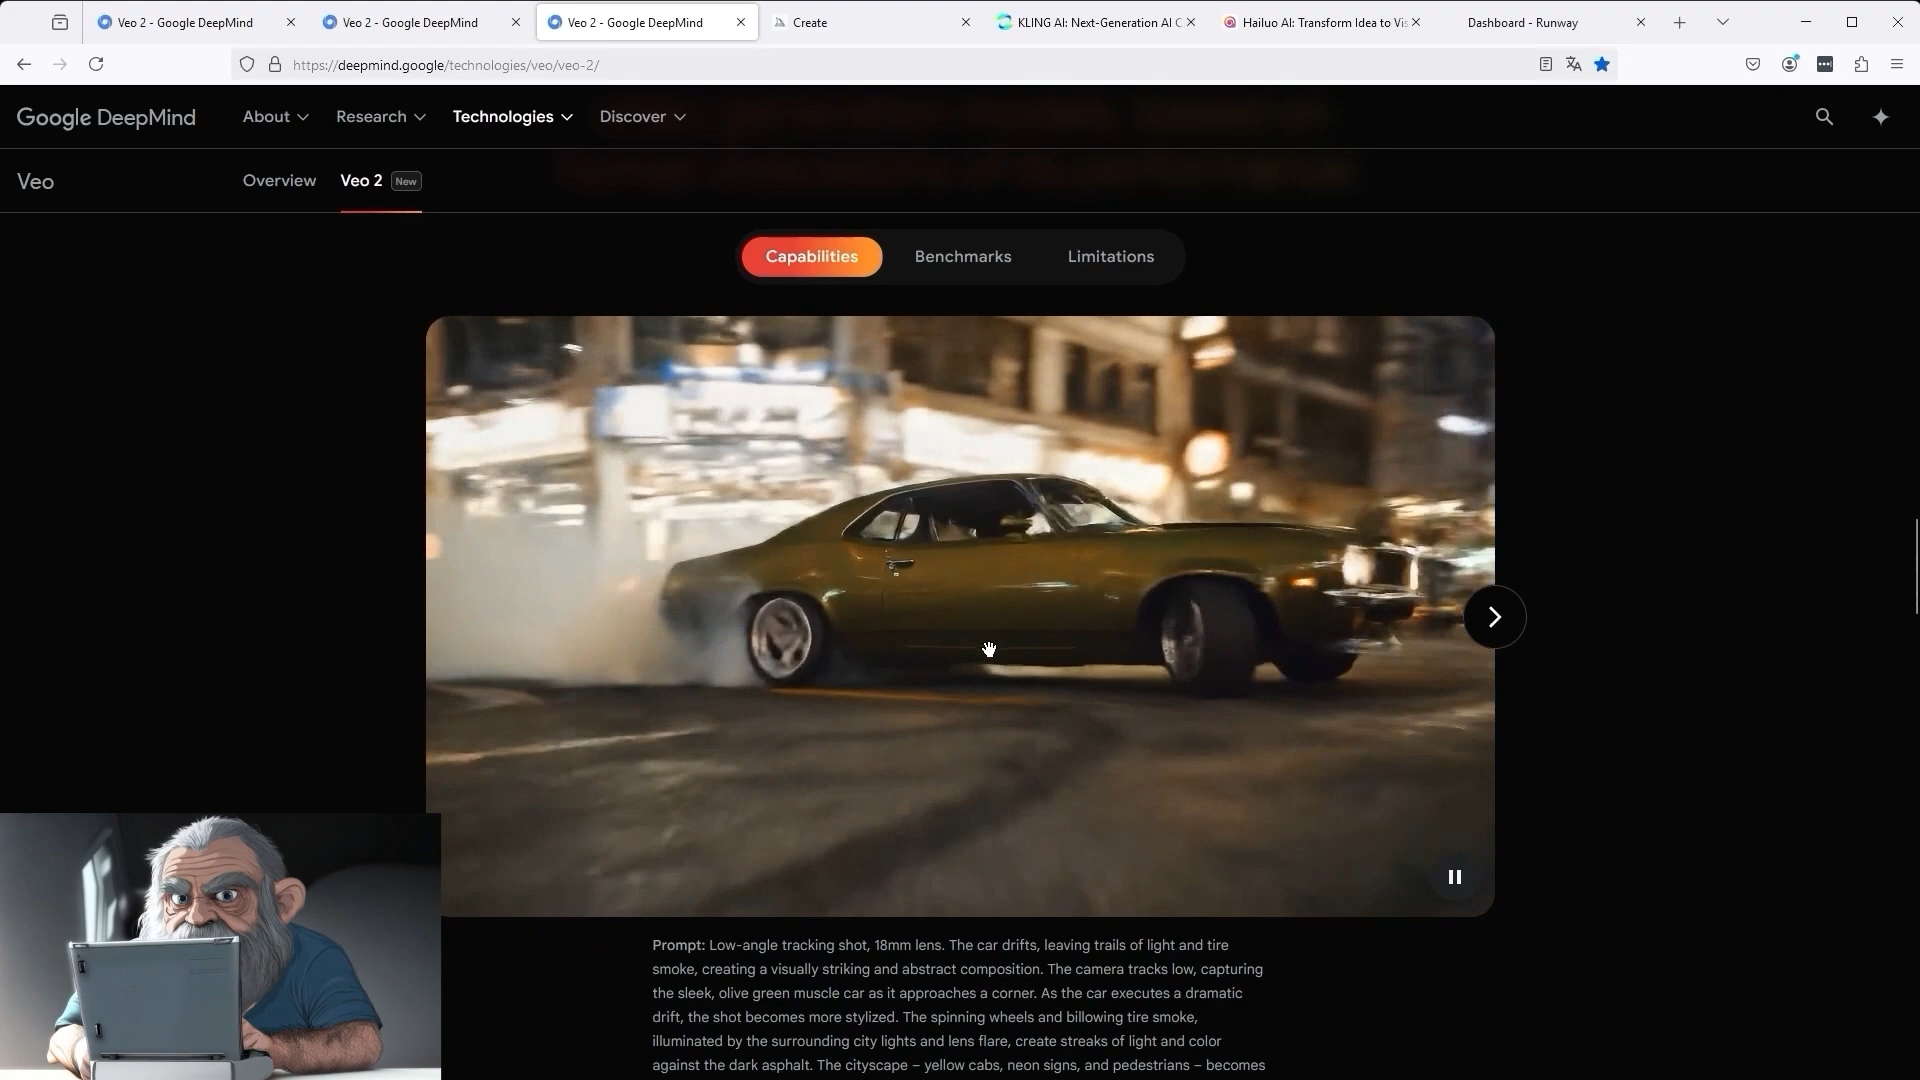 Veo 2 - Google DeepMind
Veo 2 - Google DeepMind
Veo 2 - Google DeepMind
Create
KLING AI: Next-Generation AI C
Hailuo AI: Transform Idea to Vis
Dashboard - Runway
https://deepmind.google/technologies/veo/veo-2/
Google DeepMind
About
Research
Technologies
Discover
Veo
Overview
Veo 2 New
Capabilities
Benchmarks
Limitations
Prompt: Low-angle tracking shot, 18mm lens. The car drifts, leaving trails of light and tire
smoke, creating a visually striking and abstract composition. The camera tracks low, capturing
the sleek, olive green muscle car as it approaches a corner. As the car executes a dramatic
drift, the shot becomes more stylized. The spinning wheels and billowing tire smoke,
illuminated by the surrounding city lights and lens flare, create streaks of light and color
against the dark asphalt. The cityscape – yellow cabs, neon signs, and pedestrians – becomes